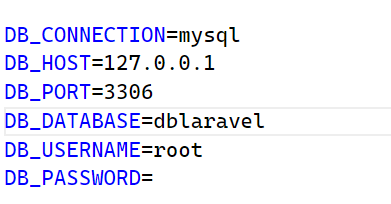 DB_CONNECTION=mysql
DB_HOST=127.0.0.1
DB_PORT=3306
DB_DATABASE=dblaravel
DB_USERNAME=root
DB_PASSWORD=